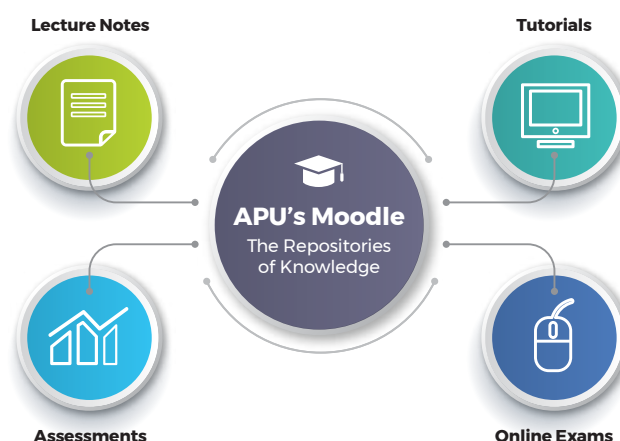 Lecture Notes
Tutorials
APU's Moodle
The Repositories
of Knowledge
Assessments
Online Exams